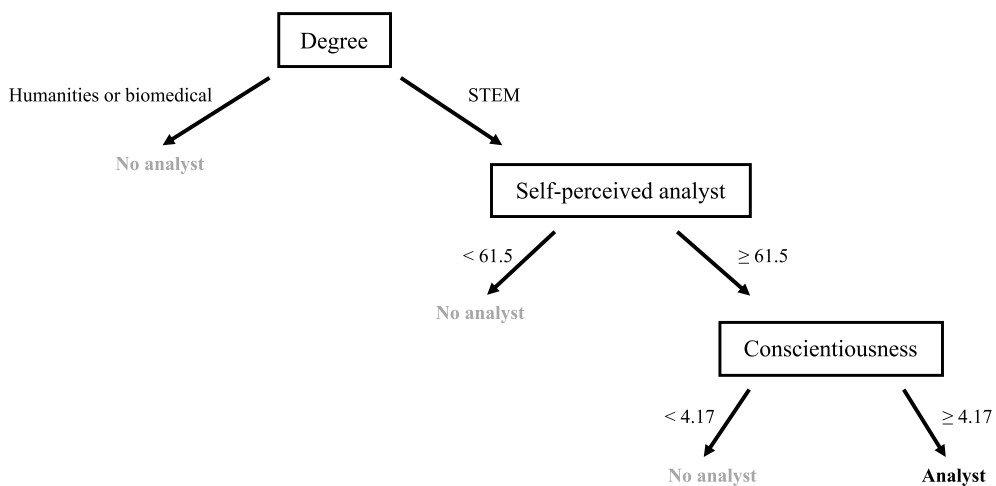 Degree
Humanities or biomedical
STEM
No analyst
Self-perceived analyst
< 61.5
≥ 61.5
No analyst
Conscientiousness
< 4.17
≥ 4.17
No analyst
Analyst